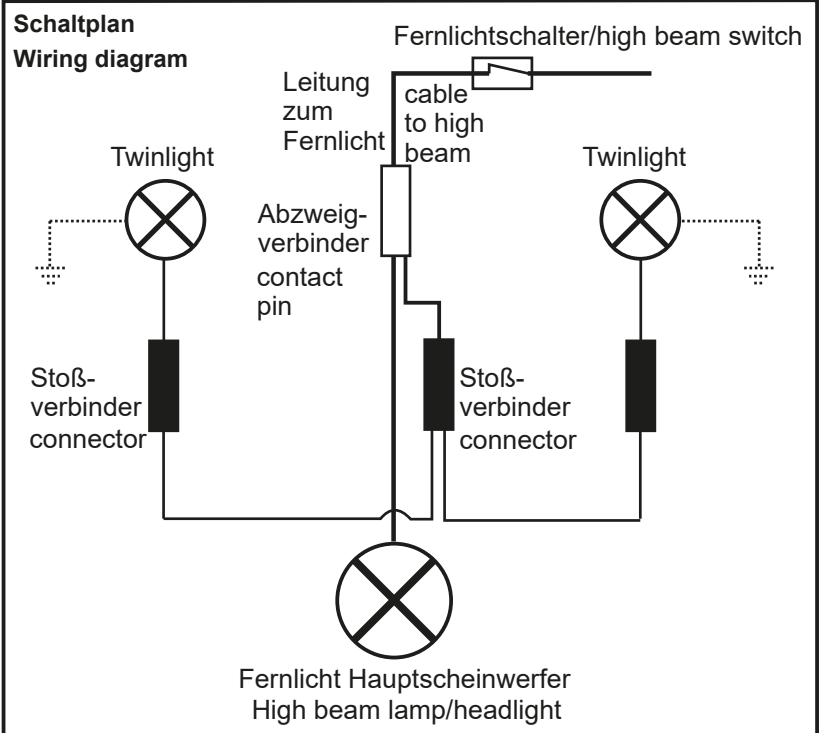 Schaltplan
Wiring diagram
Fernlichtschalter/high beam switch
Leitung
zum
Fernlicht
cable
to high
beam
Twinlight
Twinlight
Abzweig-
verbinder
contact
pin
Stoß-
verbinder
connector
Stoß-
verbinder
connector
Fernlicht Hauptscheinwerfer
High beam lamp/headlight